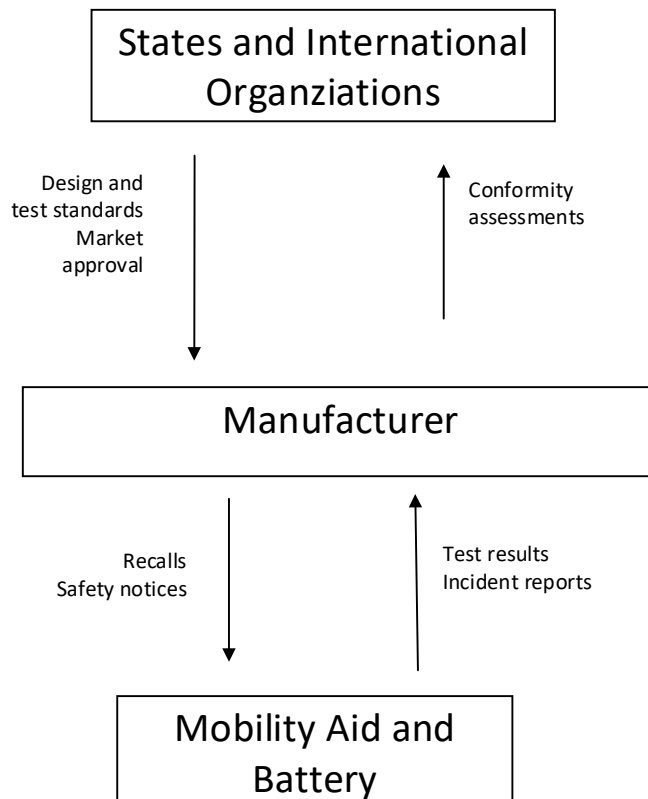 States and International
Organziations
Design and
test standards
Market
approval
Conformity
assessments
Manufacturer
Recalls
Safety notices
Test results
Incident reports
Mobility Aid and
Battery